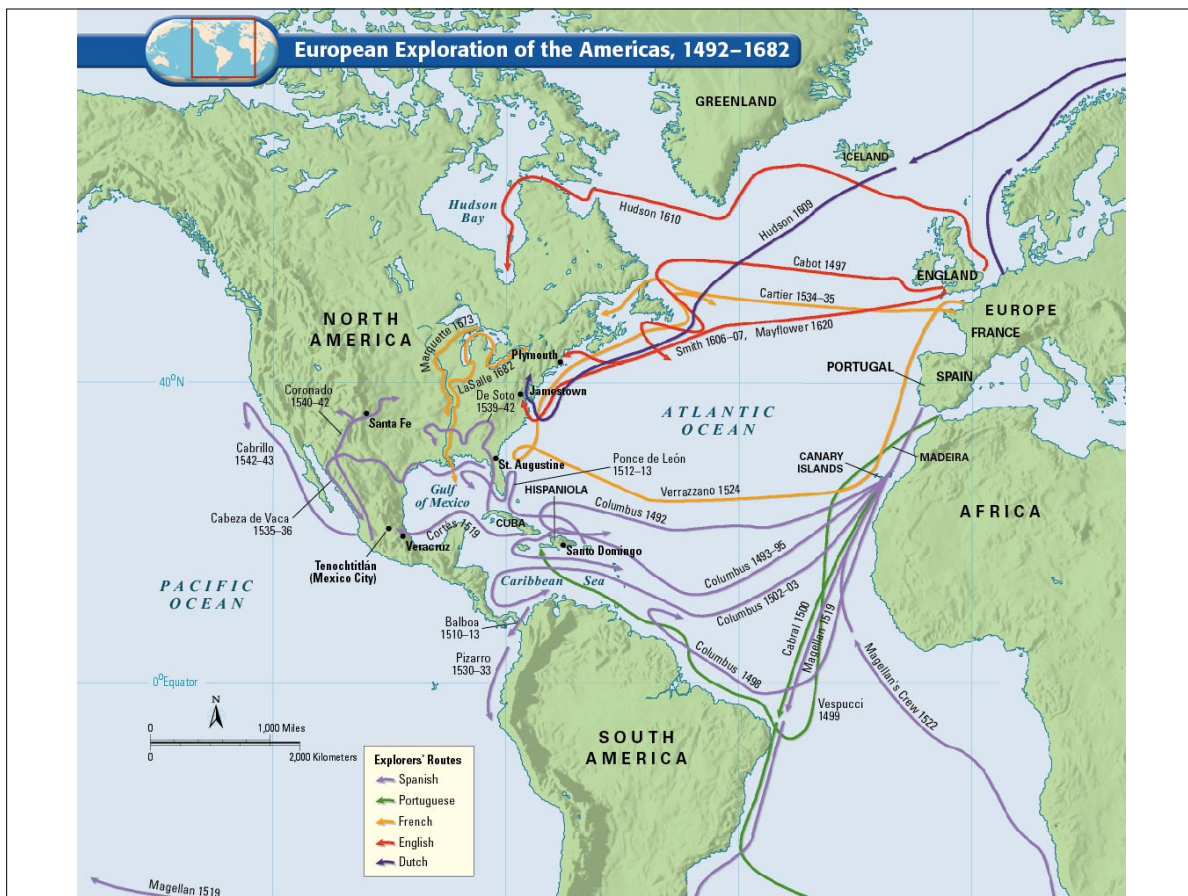 European Exploration of the Americas, 1492–1682
GREENLAND
ICELAND
Hudson
Bay
Hudson 1610
Hudson 1609
Cabot 1497
ENGLAND
Cartier 1534–35
EUROPE
FRANCE
NORTH
AMERICA
Marquette 1673
LaSalle 1682
Plymouth
Smith 1606–07, Mayflower 1620
PORTUGAL
SPAIN
40°N
Coronado
1540–42
De Soto
1539–42
Jamestown
ATLANTIC
OCEAN
Santa Fe
Cabrillo
1542–43
St. Augustine
Ponce de León
1512–13
CANARY
ISLANDS
MADEIRA
Gulf
of Mexico
HISPANIOLA
Verrazzano 1524
AFRICA
Cabeza de Vaca
1535–36
CUBA
Columbus 1492
Cortés 1519
Veracruz
Santo Domingo
Tenochtitlán
(Mexico City)
Columbus 1493–95
PACIFIC
OCEAN
Caribbean Sea
Columbus 1502–03
Balboa
1510–13
Cabral 1500
Magellan 1519
Pizarro
1530–33
Columbus 1498
0° Equator
Vespucci
1499
Magellan's Crew 1522
N
0 1,000 Miles
0 2,000 Kilometers
SOUTH
AMERICA
Explorers' Routes
Spanish
Portuguese
French
English
Dutch
Magellan 1519